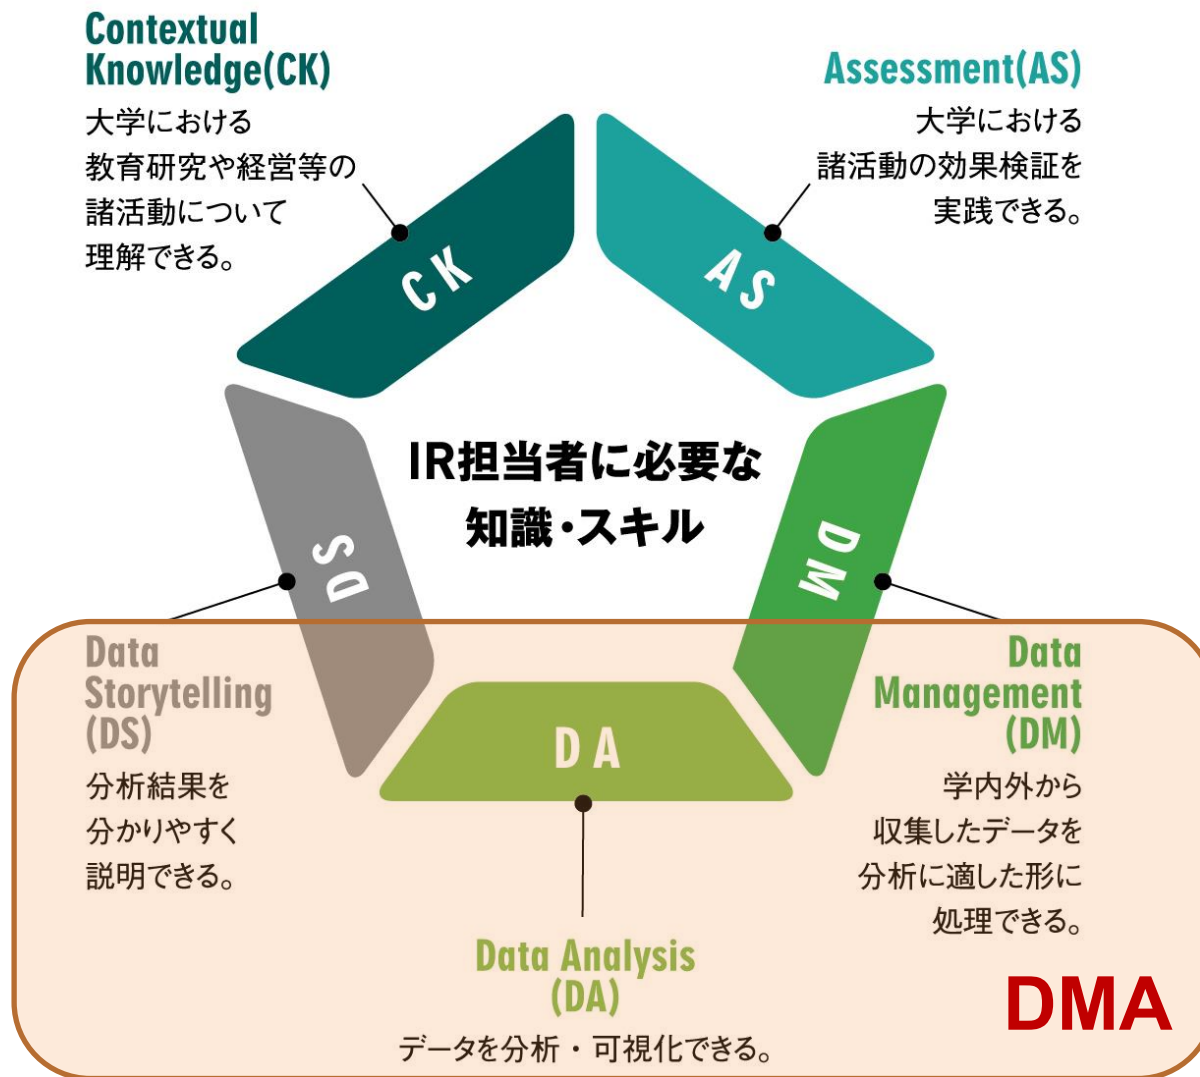 Contextual
Knowledge(CK)
大学における
教育研究や経営等の
諸活動について
理解できる。
Assessment(AS)
大学における
諸活動の効果検証を
実践できる。
CK
AS
IR担当者に必要な
知識・スキル
DS
DM
Data
Storytelling
(DS)
分析結果を
分かりやすく
説明できる。
DA
Data
Management
(DM)
学内外から
収集したデータを
分析に適した形に
処理できる。
Data Analysis
(DA)
データを分析・可視化できる。
DMA